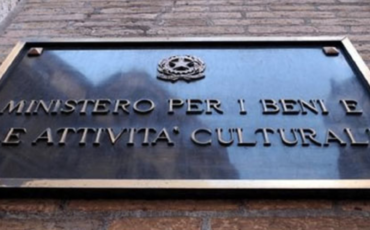 MINISTERO PER I BENI E
E ATTIVITA' CULTURAL